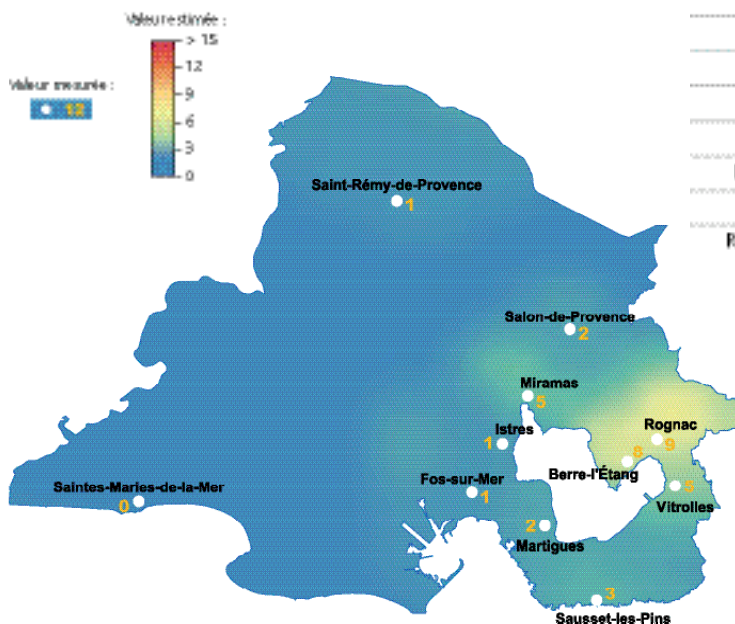 Valeur estimée :
> 15
12
9
6
3
0
Valeur mesurée :
12
Saint-Rémy-de-Provence
1
Salon-de-Provence
2
Miramas
5
Istres
1
Rognac
9
8
Berre-l'Étang
Fos-sur-Mer
1
Saintes-Maries-de-la-Mer
0
5
Vitrolles
2
Martigues
3
Sausset-les-Pins
R